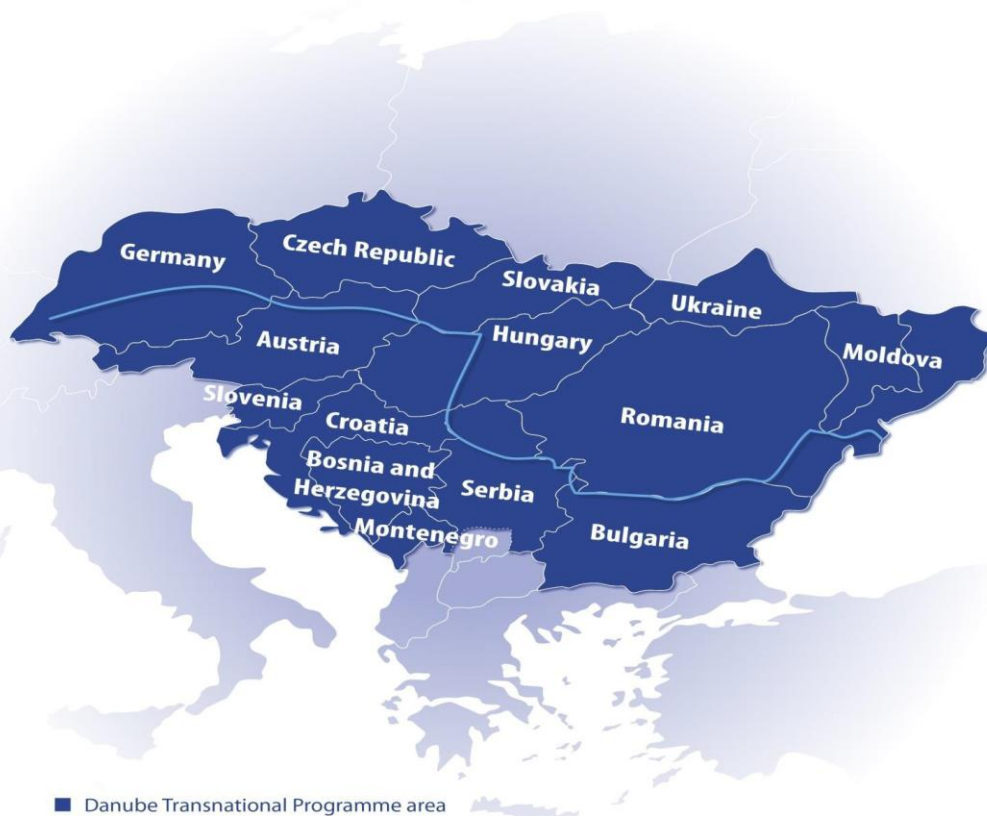 Germany
Czech Republic
Slovakia
Ukraine
Austria
Hungary
Moldova
Slovenia
Croatia
Romania
Bosnia and
Herzegovina
Serbia
Montenegro
Bulgaria
Danube Transnational Programme area